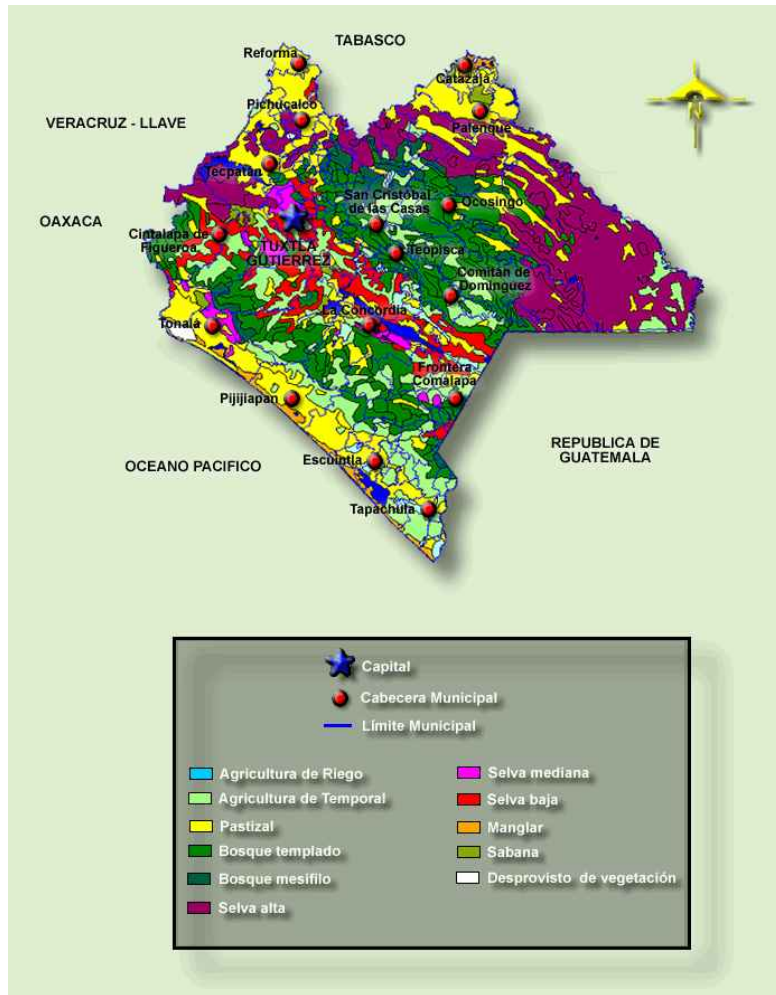 TABASCO
Reforma
Catazajá
Pichucalco
VERACRUZ - LLAVE
Palenque
N
Tecpatán
San Cristóbal
de las Casas
Ocosingo
OAXACA
Cintalapa de
Figueroa
TUXTLA
GUTIERREZ
Teopisca
Comitán de
Domínguez
La Concordia
Tonalá
Frontera
Comalapa
Pijijiapan
REPUBLICA DE
GUATEMALA
Escuintla
OCEANO PACIFICO
Tapachula
Capital
Cabecera Municipal
Límite Municipal
Agricultura de Riego
Agricultura de Temporal
Pastizal
Bosque templado
Bosque mesifilo
Selva alta
Selva mediana
Selva baja
Manglar
Sabana
Desprovisto de vegetación